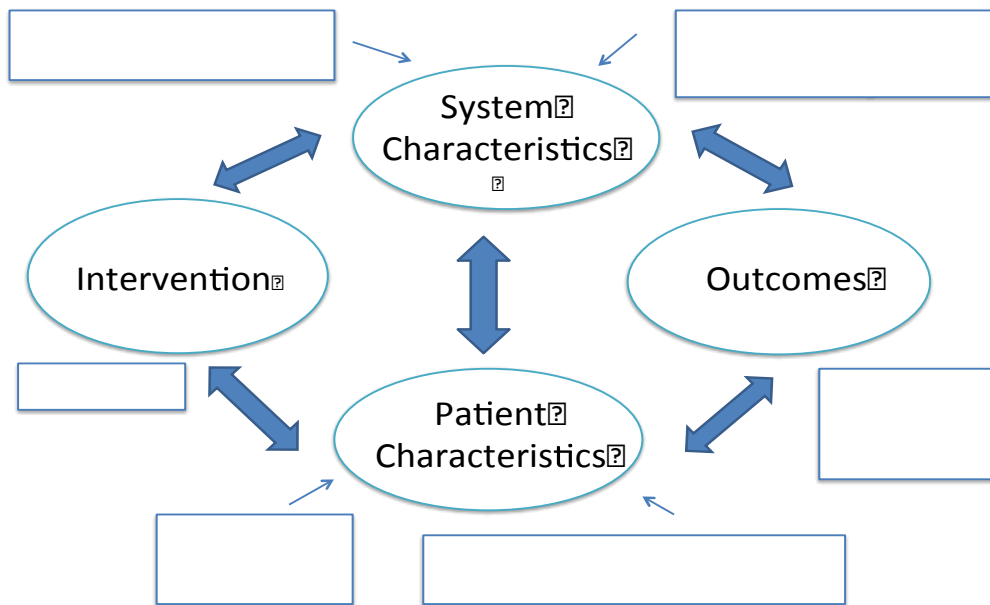 System
Characteristics
Intervention
Outcomes
Patient
Characteristics